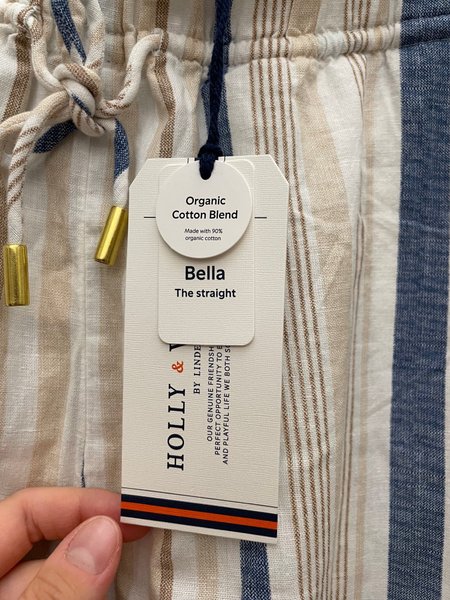 Organic
Cotton Blend
Made with 90%
organic cotton
Bella
The straight
HOLLY &
BY LINDE
OUR GENUINE FRIENDSH
PERFECT OPPORTUNITY TO
AND PLAYFUL LIFE WE BOTH